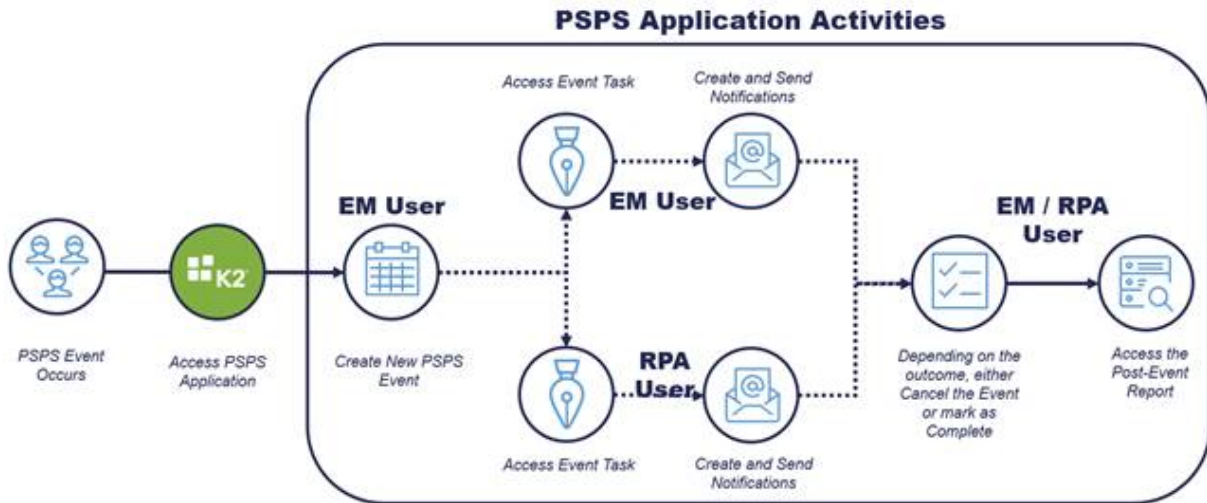 PSPS Application Activities
Access Event Task
Create and Send
Notifications
EM User
EM User
EM / RPA
User
K2
PSPS Event
Occurs
Access PSPS
Application
Create New PSPS
Event
RPA
User
Depending on the
outcome, either
Cancel the Event
or mark as
Complete
Access the
Post-Event
Report
Access Event Task
Create and Send
Notifications